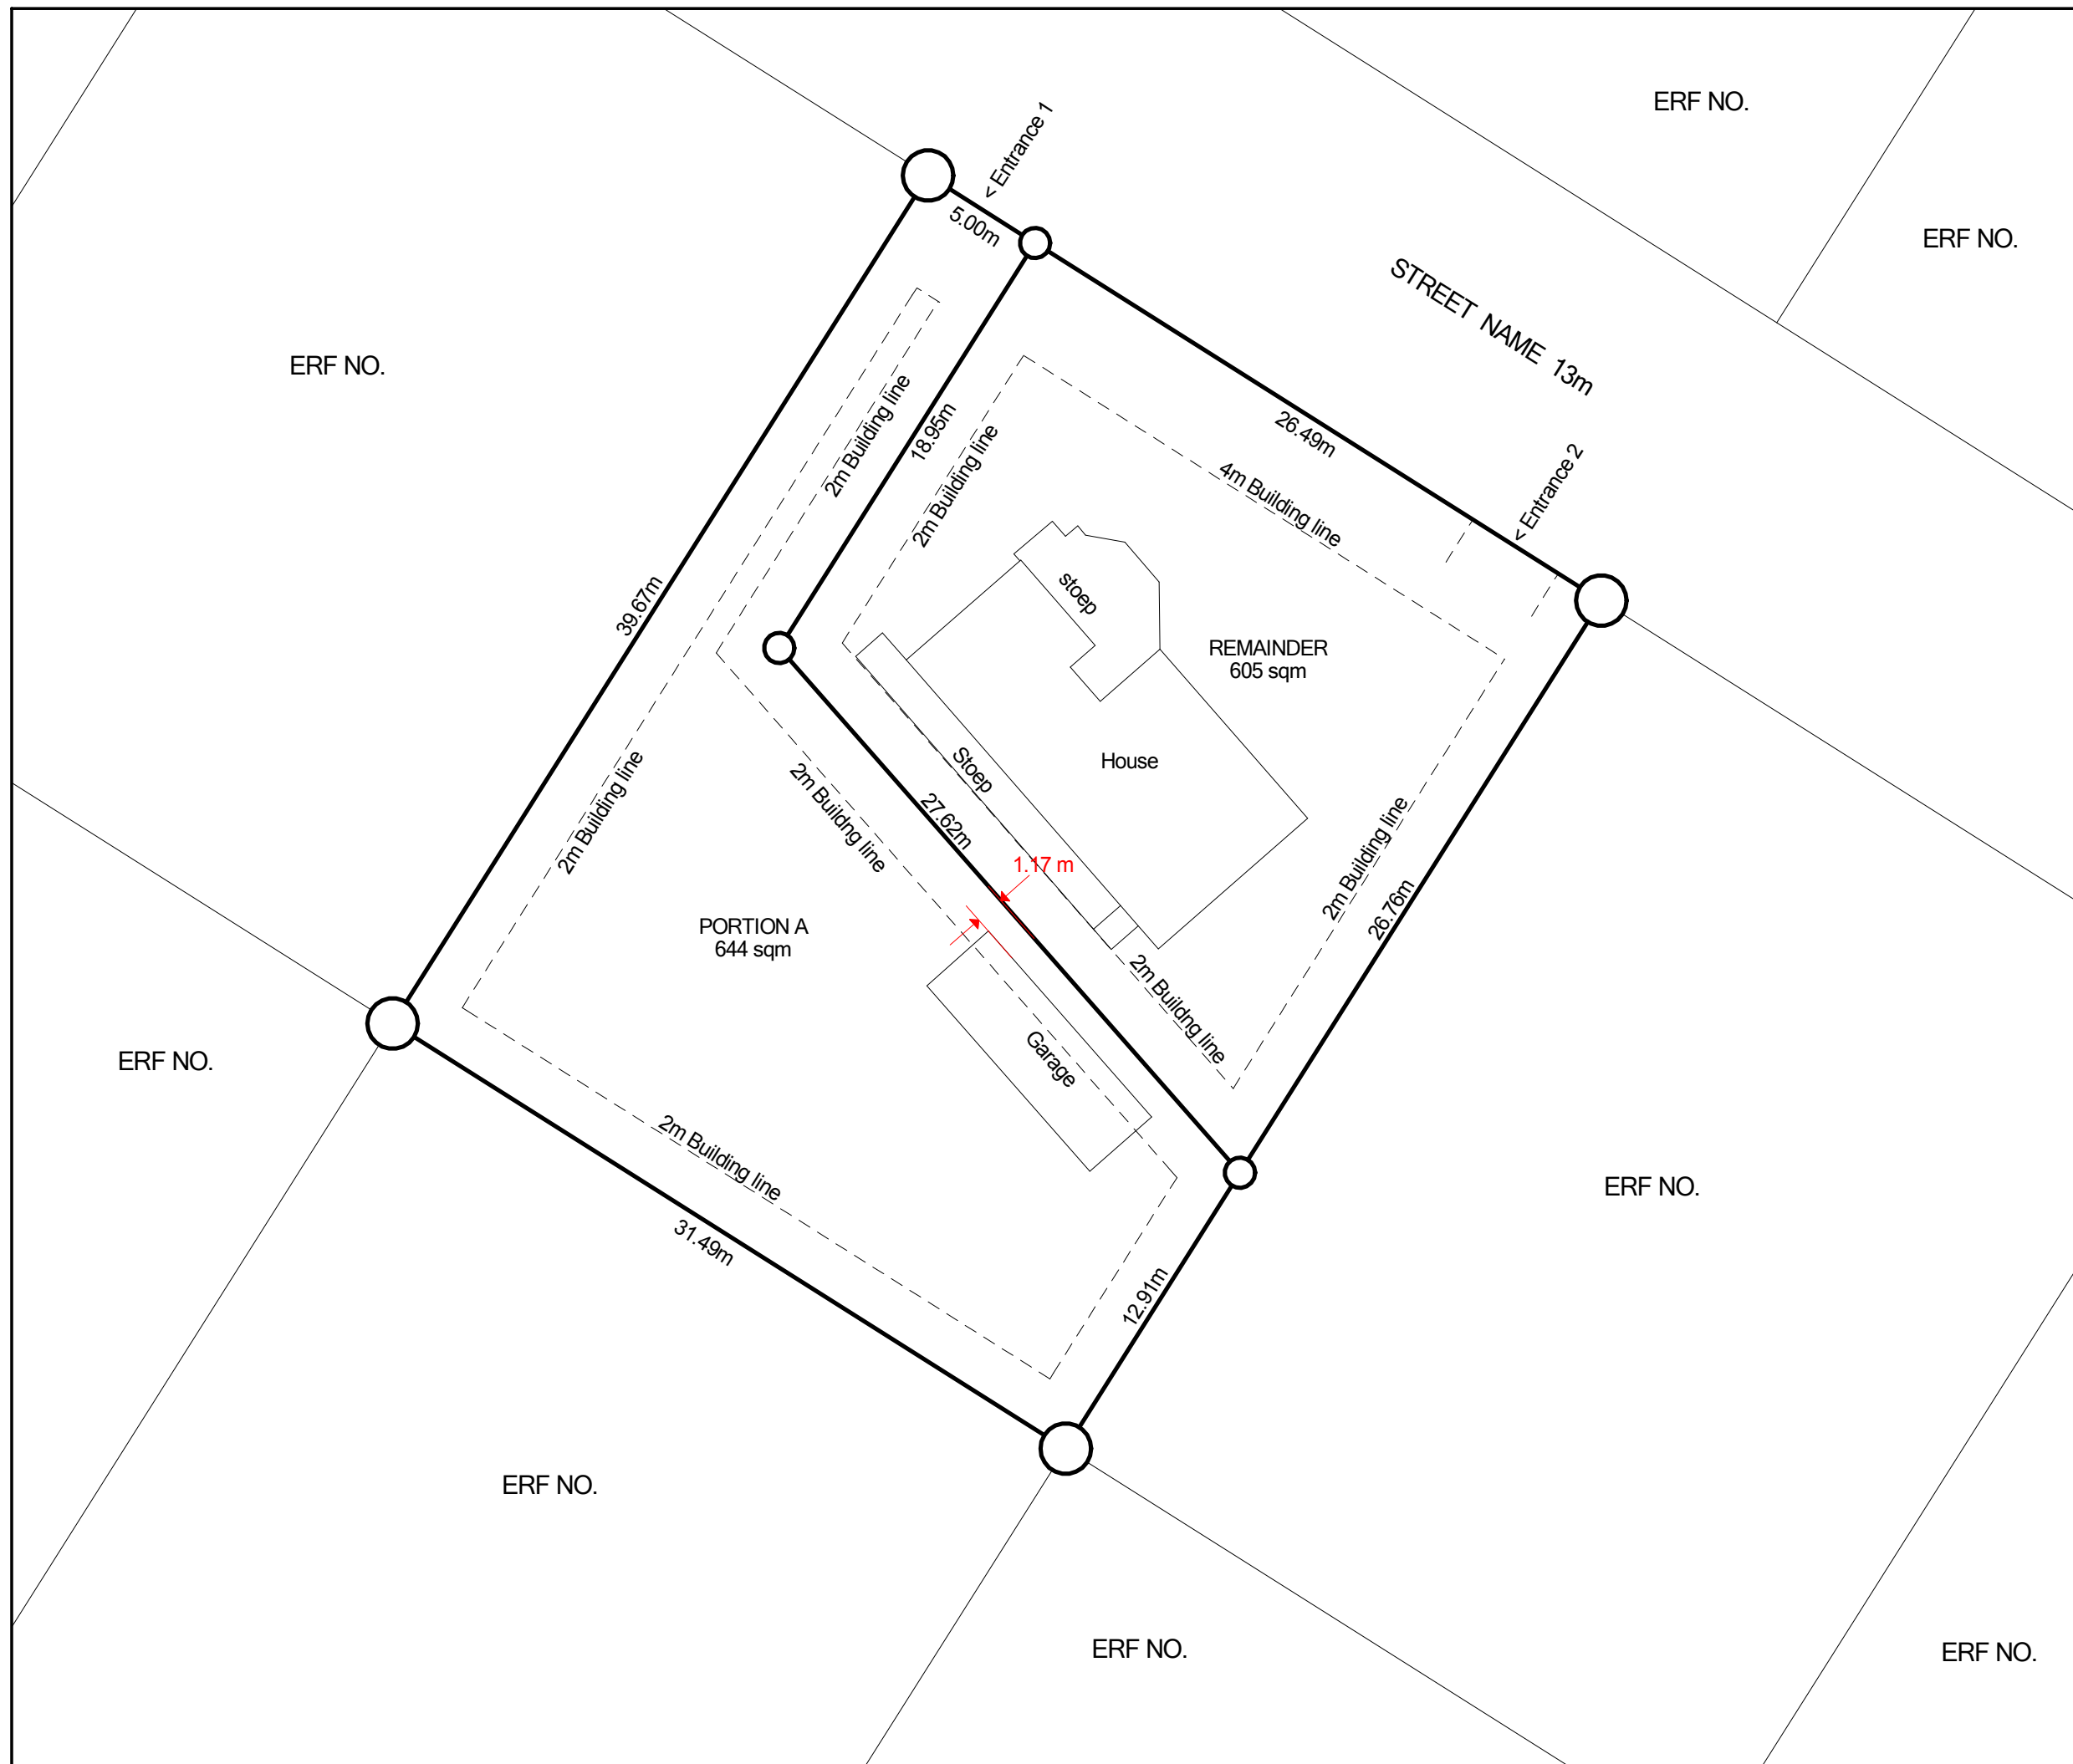 ERF NO.
< Entrance 1
5.00m
ERF NO.
STREET NAME 13m
ERF NO.
2m Building line
18.95m
2m Building line
26.49m
4m Building line
< Entrance 2
39.67m
stoep
REMAINDER
605 sqm
House
Stoep
2m Building line
2m Buildng line
27.62m
1.17 m
2m Building line
26.76m
PORTION A
644 sqm
2m Buildng line
Garage
ERF NO.
2m Building line
ERF NO.
31.49m
12.91m
ERF NO.
ERF NO.
ERF NO.